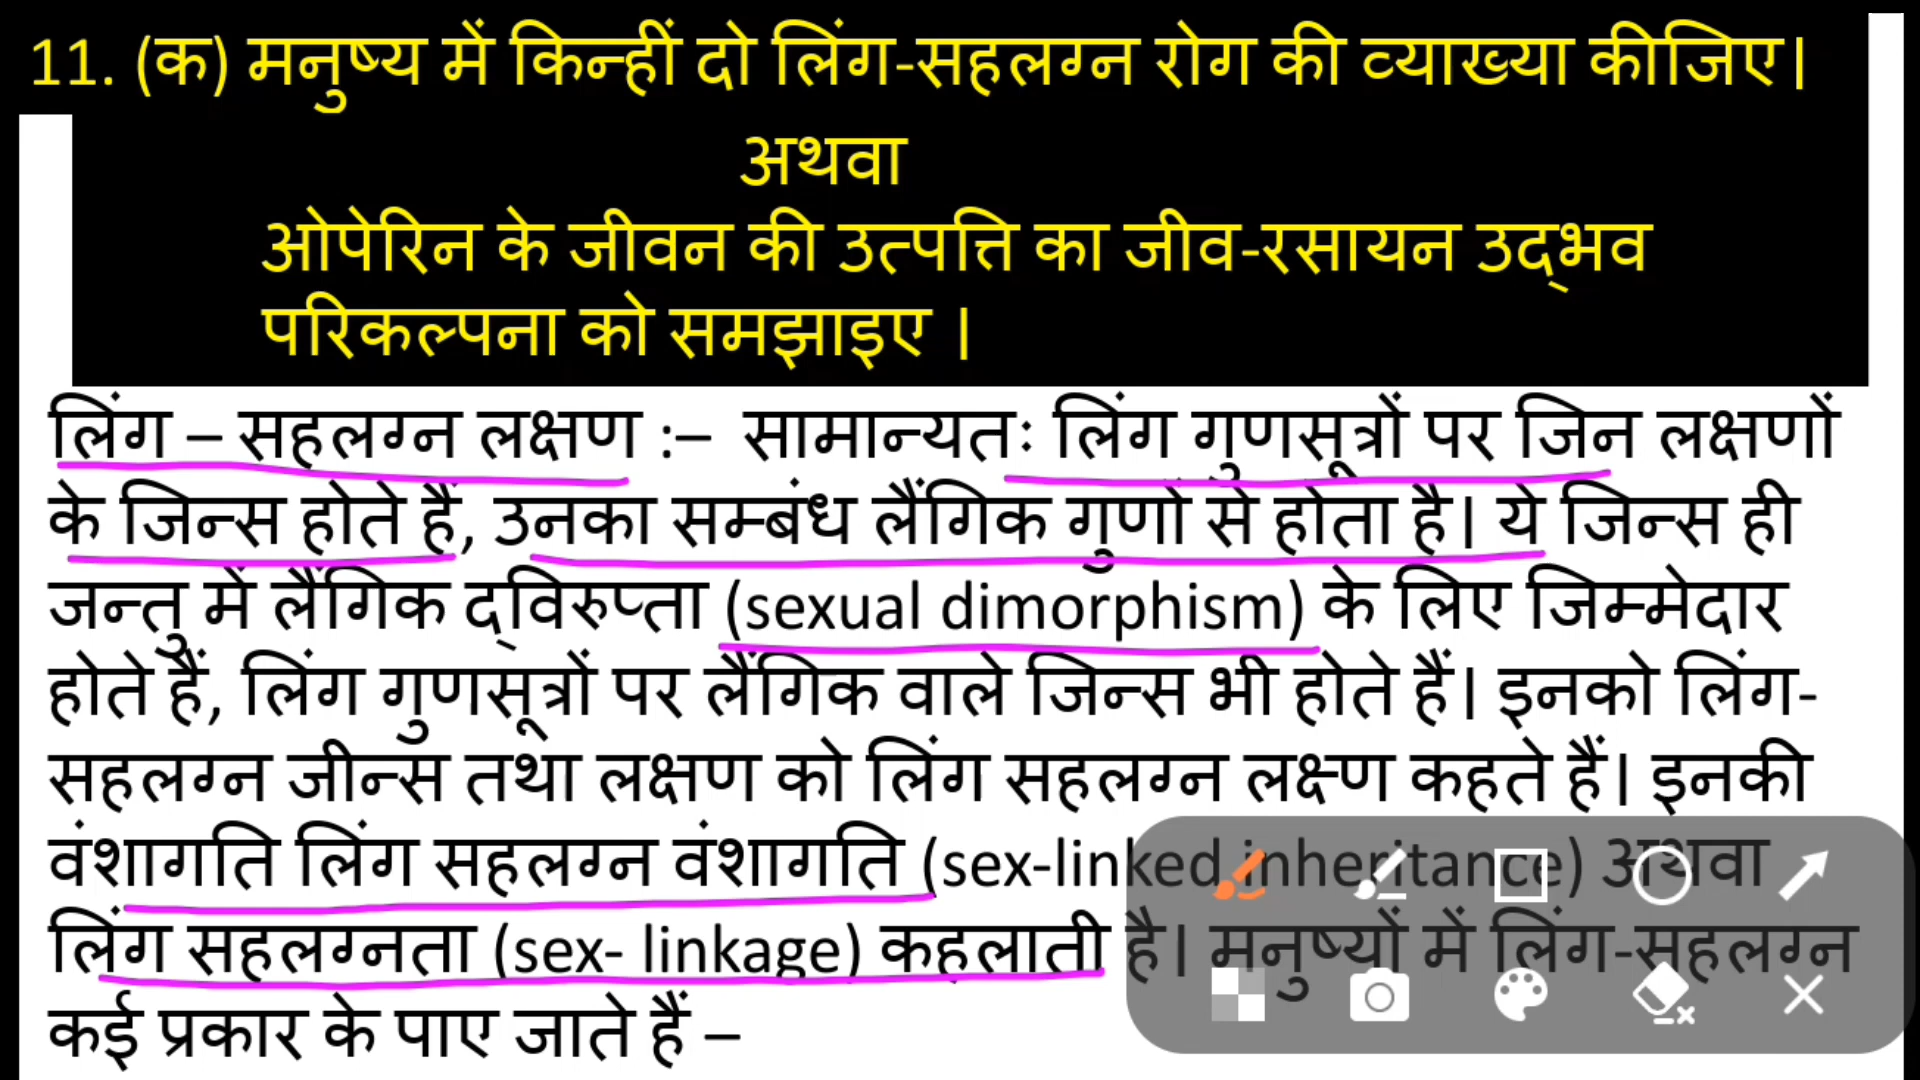 11. (क) मनुष्य में किन्हीं दो लिंग-सहलग्न रोग की व्याख्या कीजिए।
अथवा
ओपेरिन के जीवन की उत्पत्ति का जीव-रसायन उद्भव
परिकल्पना को समझाइए ।
लिंग – सहलग्न लक्षण :– सामान्यतः लिंग गुणसूत्रों पर जिन लक्षणों
के जिन्स होते हैं, उनका सम्बंध लैंगिक गुणों से होता है। ये जिन्स ही
जन्तु में लैंगिक द्विरुप्ता (sexual dimorphism) के लिए जिम्मेदार
होते हैं, लिंग गुणसूत्रों पर लैंगिक वाले जिन्स भी होते हैं। इनको लिंग-
सहलग्न जीन्स तथा लक्षण को लिंग सहलग्न लक्ष्ण कहते हैं। इनकी
वंशागति लिंग सहलग्न वंशागति (sex-linked inheritance) अथवा
लिंग सहलग्नता (sex- linkage) कहलाती है। मनुष्यों में लिंग-सहलग्न
कई प्रकार के पाए जाते हैं –